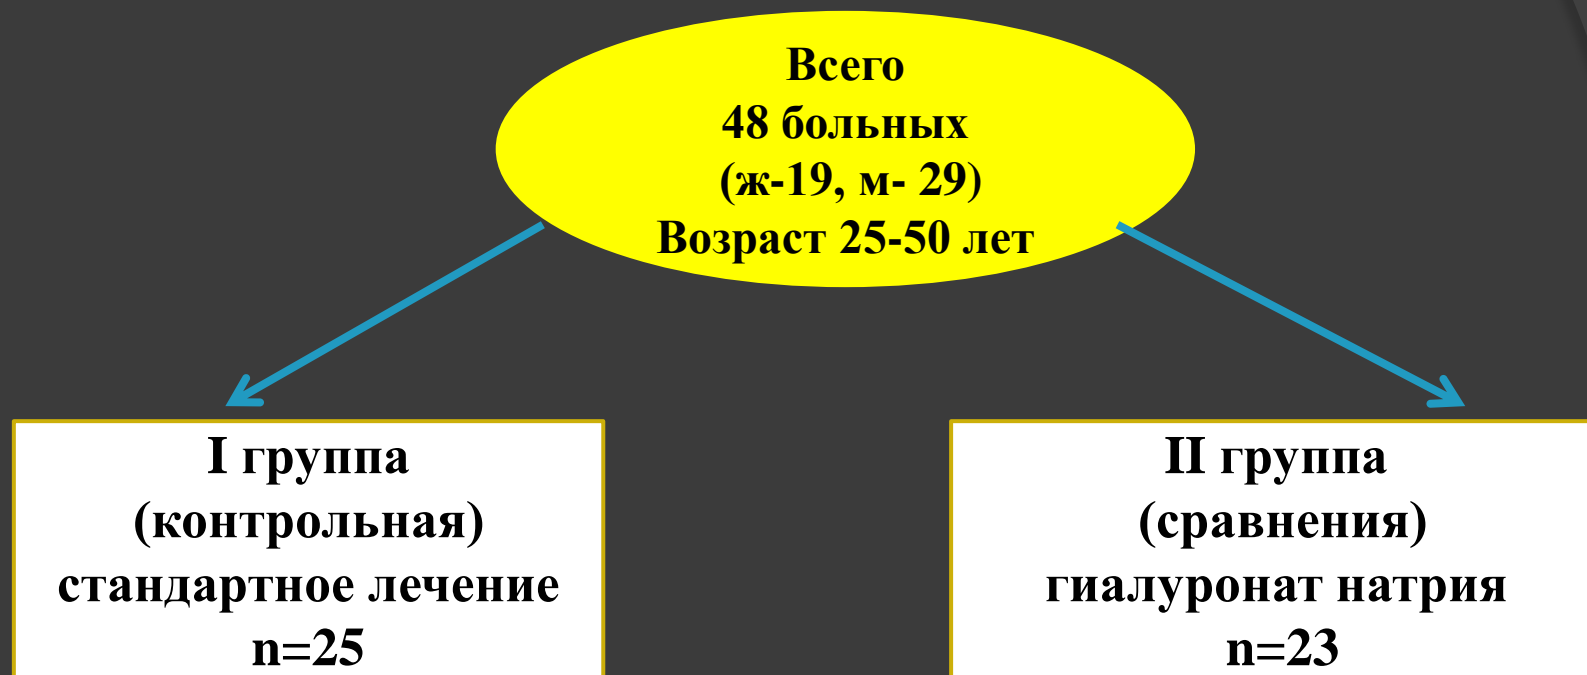 Всего
48 больных
(ж-19, м- 29)
Возраст 25-50 лет
I группа
(контрольная)
стандартное лечение
n=25
II группа
(сравнения)
гиалуронат натрия
n=23